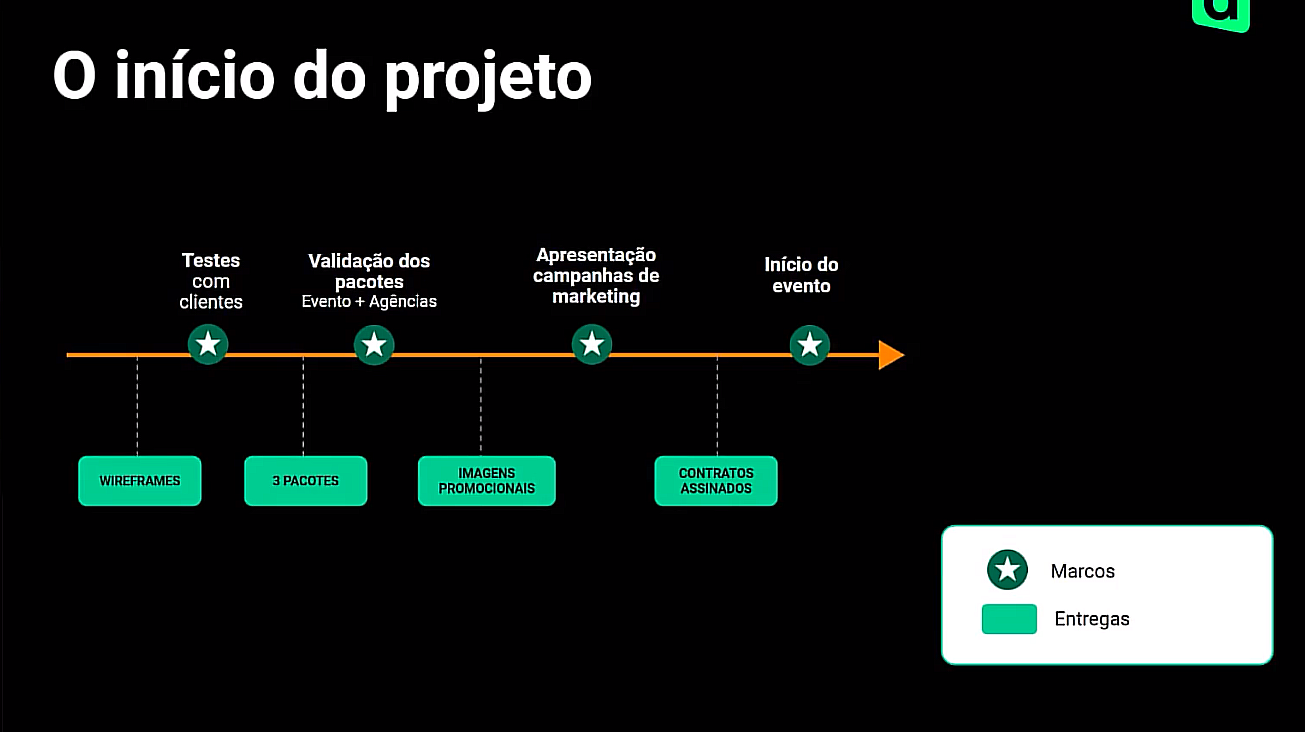 O início do projeto
Testes
com
clientes
Validação dos
pacotes
Evento + Agências
Apresentação
campanhas de
marketing
Início do
evento
WIREFRAMES
3 PACOTES
IMAGENS
PROMOCIONAIS
CONTRATOS
ASSINADOS
Marcos
Entregas